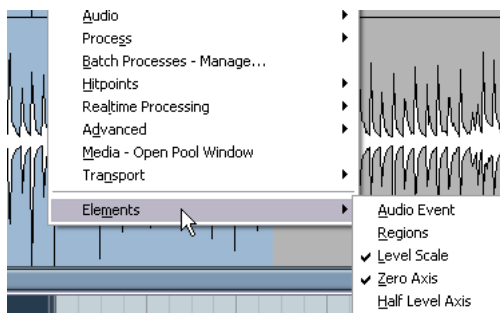 Audio
Process
Batch Processes - Manage...
Hitpoints
Realtime Processing
Advanced
Media - Open Pool Window
Transport
Elements
Audio Event
Regions
Level Scale
Zero Axis
Half Level Axis